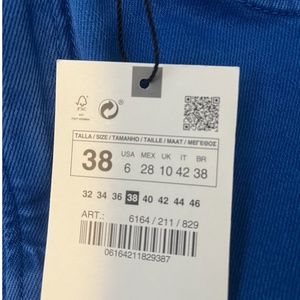 FSC
TALLA / SIZE / TAMANHO / TAILLE / MAAT / ΜΕΓΕΘΟΣ
38
USA MEX UK IT BR
6 28 10 42 38
32 34 36 38 40 42 44 46
ART.: 6164 / 211 / 829
06164211829387